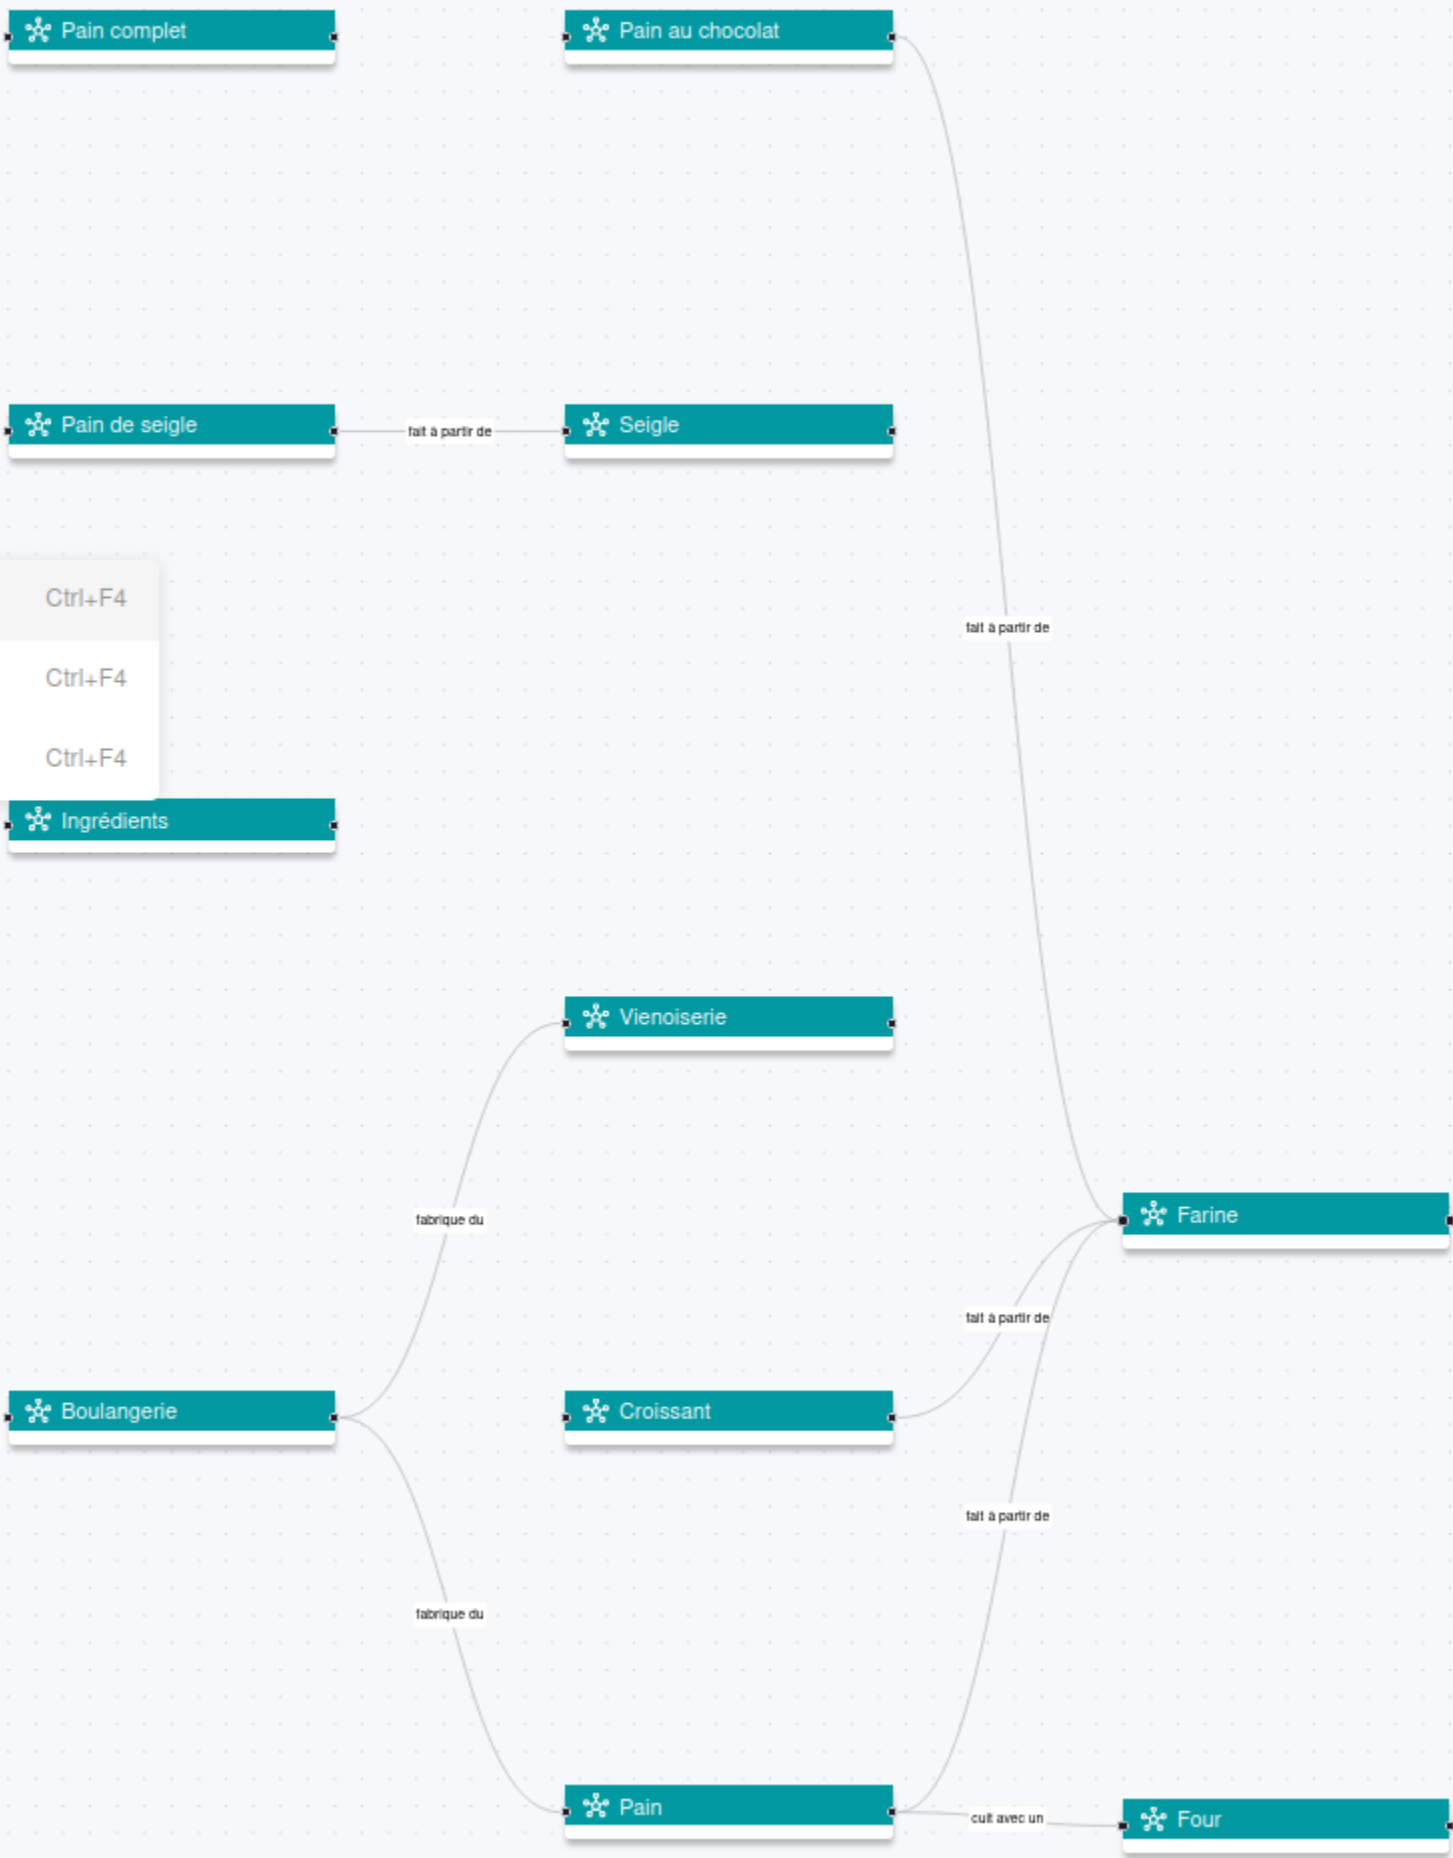 Pain complet
Pain au chocolat
Pain de seigle
fait à partir de
Seigle
Ctrl+F4
fait à partir de
Ctrl+F4
Ctrl+F4
Ingrédients
Vienoiserie
fabrique du
Farine
fait à partir de
Boulangerie
Croissant
fait à partir de
fabrique du
Pain
cuit avec un
Four